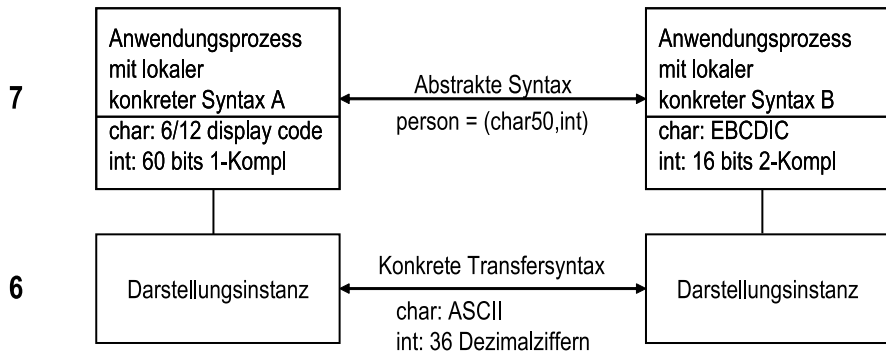 7
Anwendungsprozess
mit lokaler
konkreter Syntax A
char: 6/12 display code
int: 60 bits 1-Kompl
Abstrakte Syntax
person = (char50,int)
Anwendungsprozess
mit lokaler
konkreter Syntax B
char: EBCDIC
int: 16 bits 2-Kompl
6
Darstellungsinstanz
Konkrete Transfersyntax
char: ASCII
int: 36 Dezimalziffern
Darstellungsinstanz